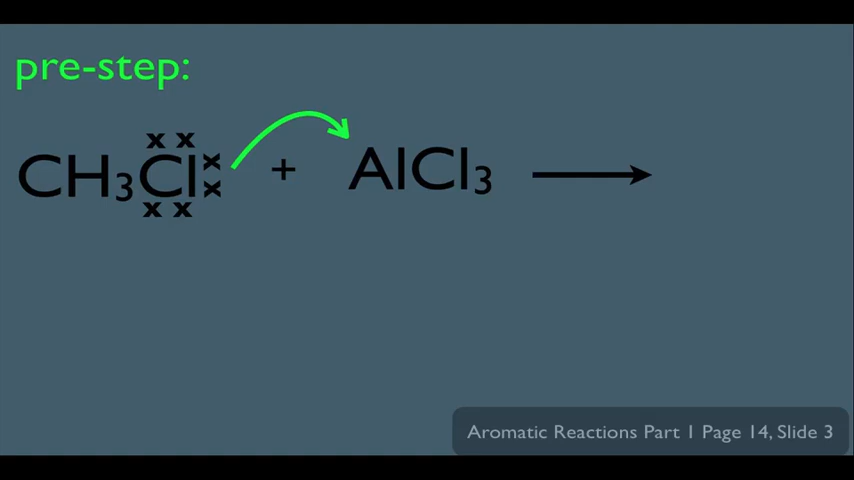 pre-step:
CH₃Cl + AlCl₃ ⟶
Aromatic Reactions Part 1 Page 14, Slide 3